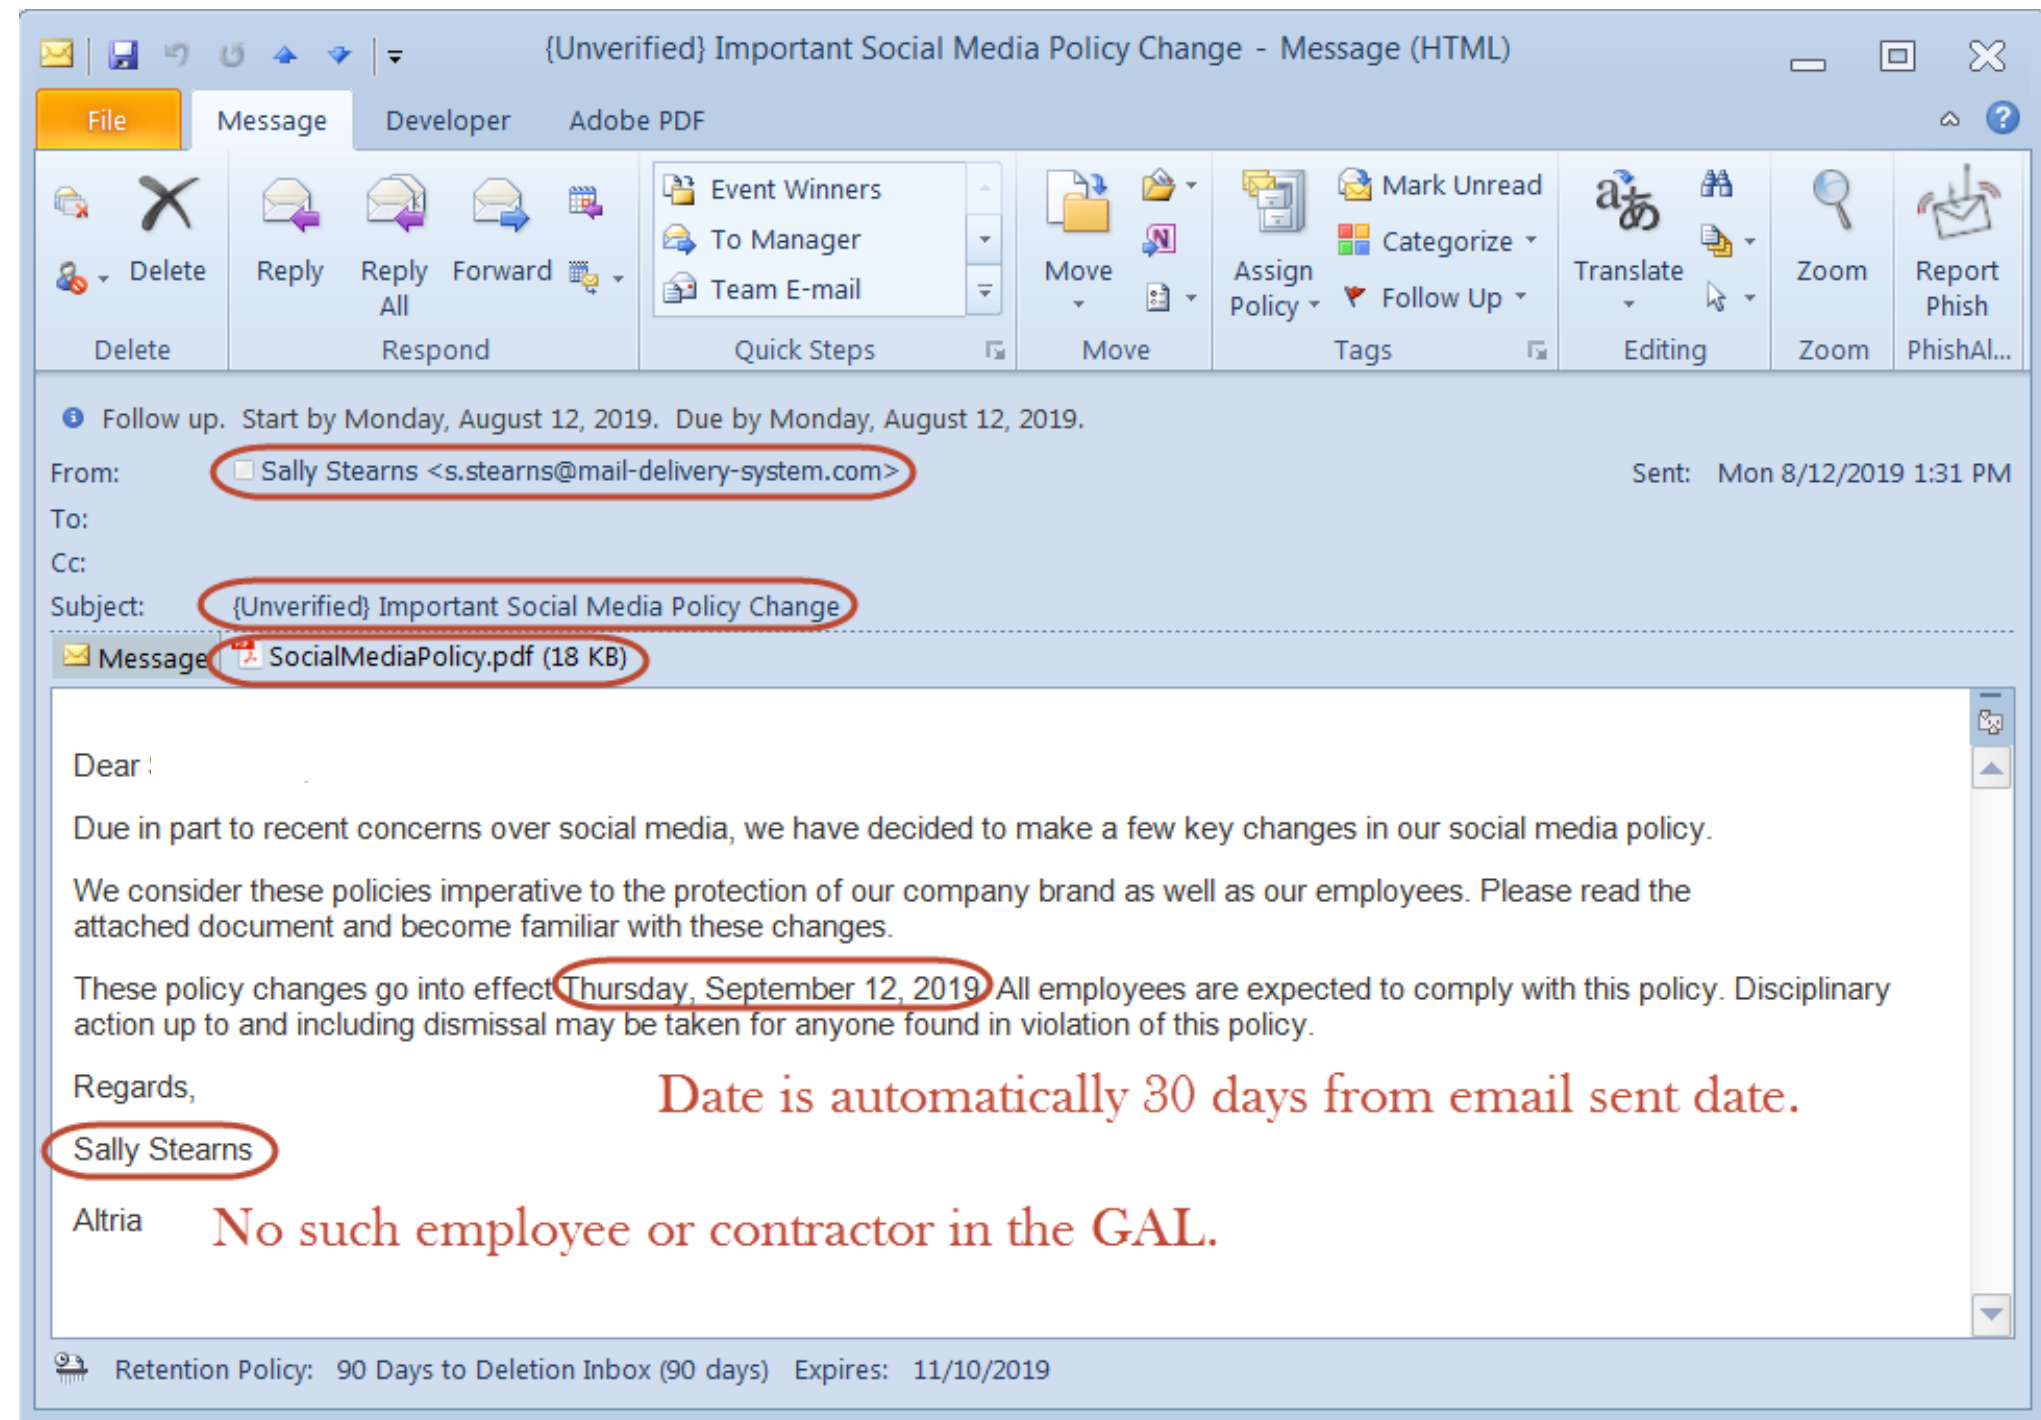 {Unverified} Important Social Media Policy Change - Message (HTML)
File Message Developer Adobe PDF
Delete
Reply
Reply All
Forward
Event Winners
To Manager
Team E-mail
Move
Assign Policy
Mark Unread
Categorize
Follow Up
Translate
Zoom
Report Phish
Delete Respond Quick Steps Move Tags Editing Zoom PhishAl...
Follow up. Start by Monday, August 12, 2019. Due by Monday, August 12, 2019.
From: Sally Stearns <s.stearns@mail-delivery-system.com> Sent: Mon 8/12/2019 1:31 PM
To:
Cc:
Subject: {Unverified} Important Social Media Policy Change
Message SocialMediaPolicy.pdf (18 KB)
Dear
Due in part to recent concerns over social media, we have decided to make a few key changes in our social media policy.
We consider these policies imperative to the protection of our company brand as well as our employees. Please read the
attached document and become familiar with these changes.
These policy changes go into effect Thursday, September 12, 2019 All employees are expected to comply with this policy. Disciplinary
action up to and including dismissal may be taken for anyone found in violation of this policy.
Regards,
Date is automatically 30 days from email sent date.
Sally Stearns
Altria
No such employee or contractor in the GAL.
Retention Policy: 90 Days to Deletion Inbox (90 days) Expires: 11/10/2019